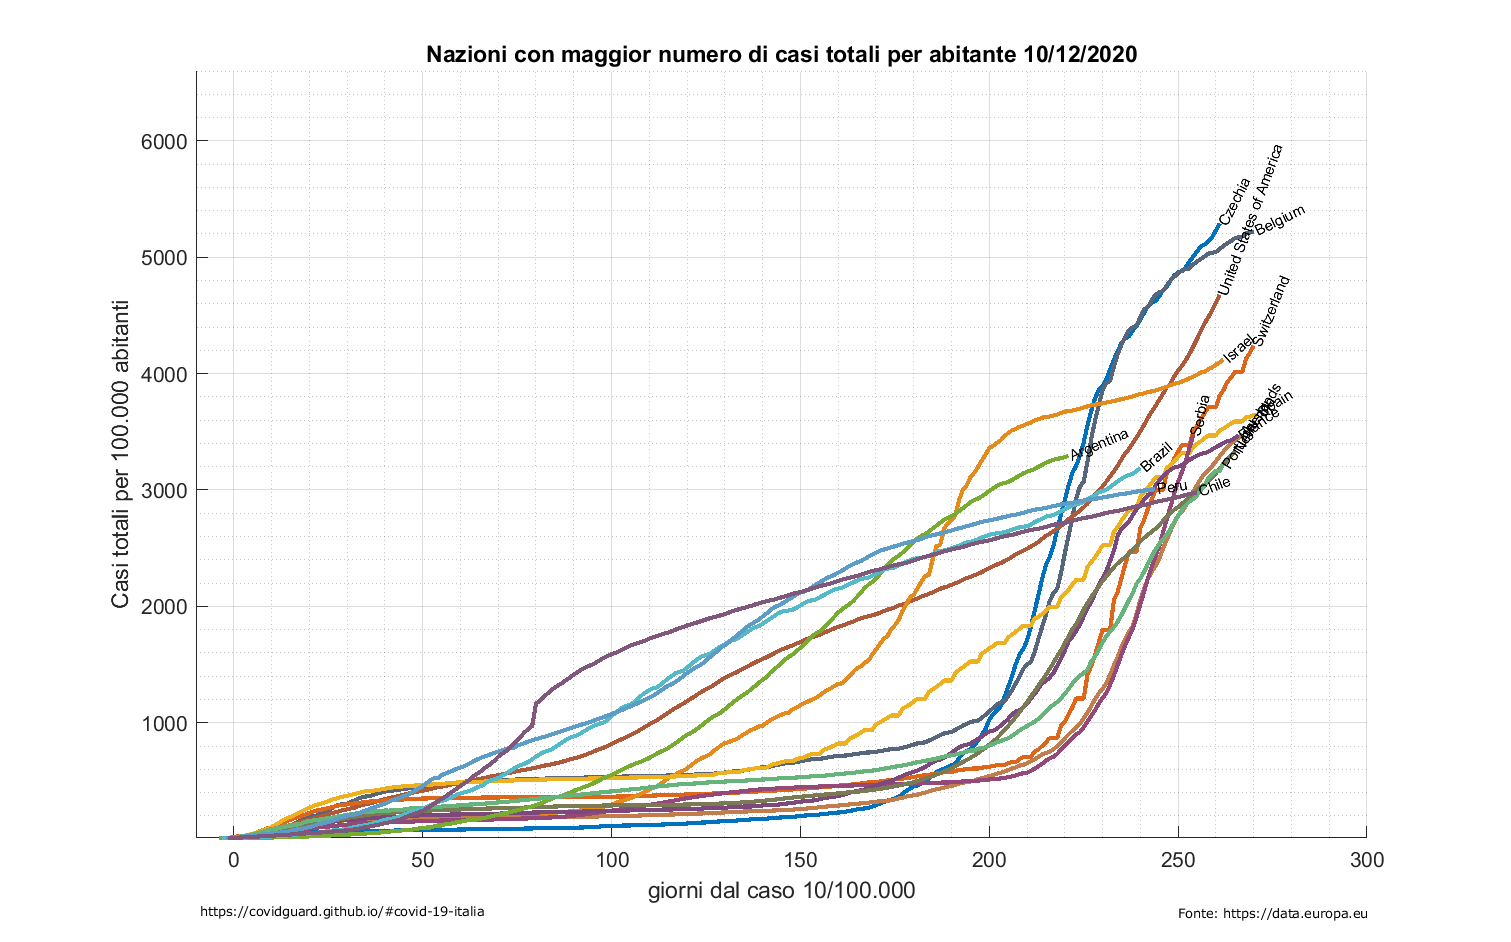 Nazioni con maggior numero di casi totali per abitante 10/12/2020
Casi totali per 100.000 abitanti
6000
5000
4000
3000
2000
1000
Czechia
United States of America
Belgium
Switzerland
Israel
Serbia
Spain
Argentina
Brazil
Peru
Chile
0
50
100
150
200
250
300
giorni dal caso 10/100.000
https://covidguard.github.io/#covid-19-italia
Fonte: https://data.europa.eu